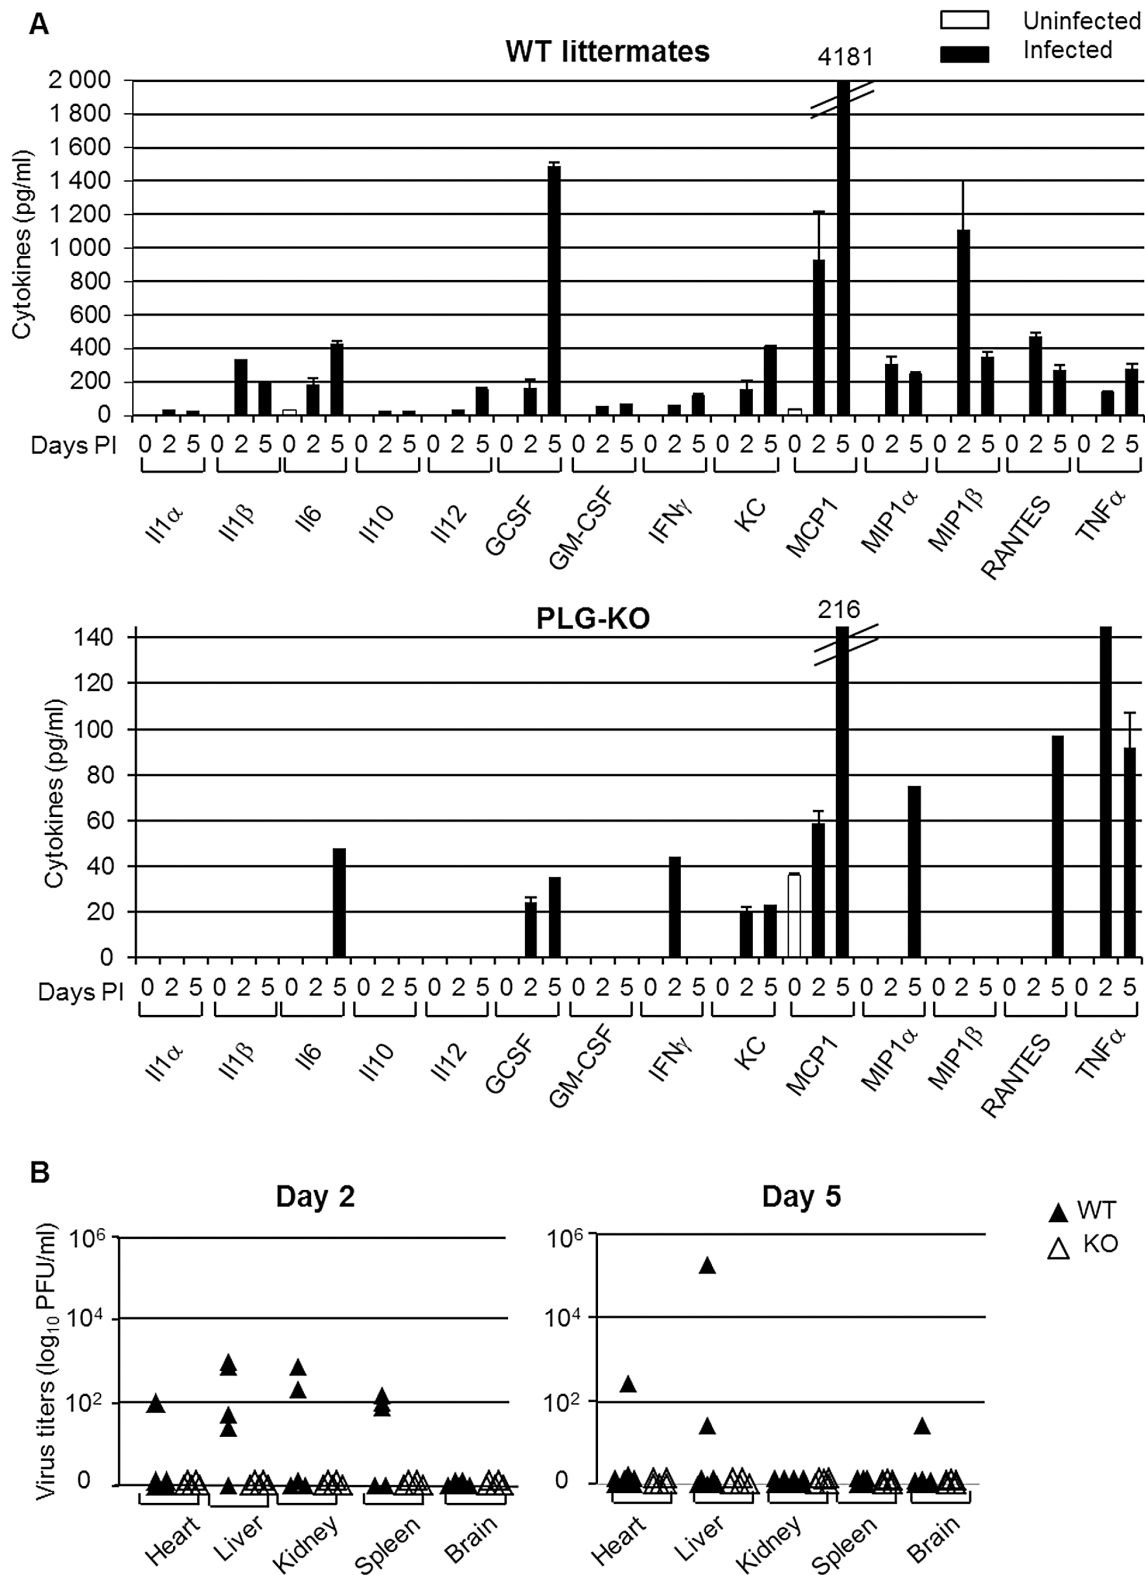 A
Uninfected
Infected
WT littermates
4181
Cytokines (pg/ml)
2 000
1 800
1 600
1 400
1 200
1 000
800
600
400
200
0
Days PI 0 2 5 0 2 5 0 2 5 0 2 5 0 2 5 0 2 5 0 2 5 0 2 5 0 2 5 0 2 5 0 2 5 0 2 5 0 2 5 0 2 5
Il1α Il1β Il6 Il10 Il12 GCSF GM-CSF IFNγ KC MCP1 MIP1α MIP1β RANTES TNFα
PLG-KO
216
Cytokines (pg/ml)
140
120
100
80
60
40
20
0
Days PI 0 2 5 0 2 5 0 2 5 0 2 5 0 2 5 0 2 5 0 2 5 0 2 5 0 2 5 0 2 5 0 2 5 0 2 5 0 2 5 0 2 5
Il1α Il1β Il6 Il10 Il12 GCSF GM-CSF IFNγ KC MCP1 MIP1α MIP1β RANTES TNFα
B
Day 2
Virus titers (log₁₀ PFU/ml)
10⁶
10⁴
10²
0
Heart Liver Kidney Spleen Brain
Day 5
10⁶
10⁴
10²
0
Heart Liver Kidney Spleen Brain
WT
KO